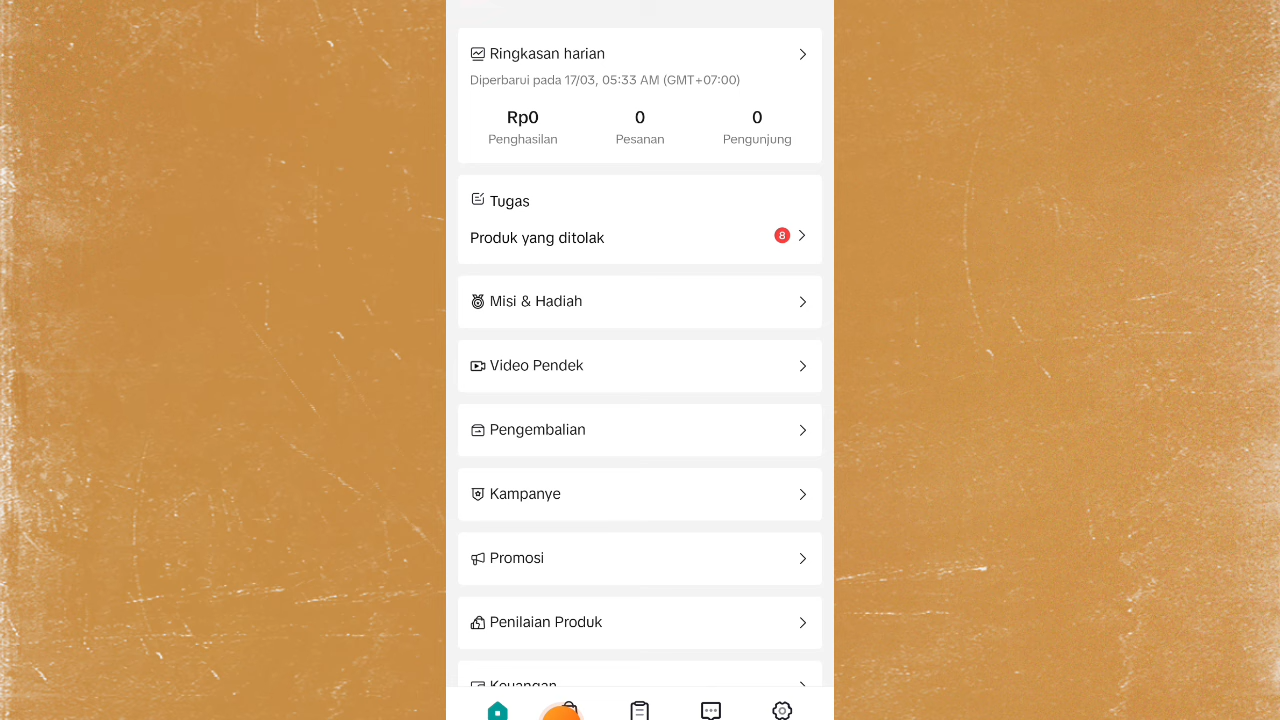 Ringkasan harian
Diperbarui pada 17/03, 05:33 AM (GMT+07:00)
Rp0 0 0
Penghasilan Pesanan Pengunjung
Tugas
Produk yang ditolak 8
Misi & Hadiah
Video Pendek
Pengembalian
Kampanye
Promosi
Penilaian Produk
Keuangan